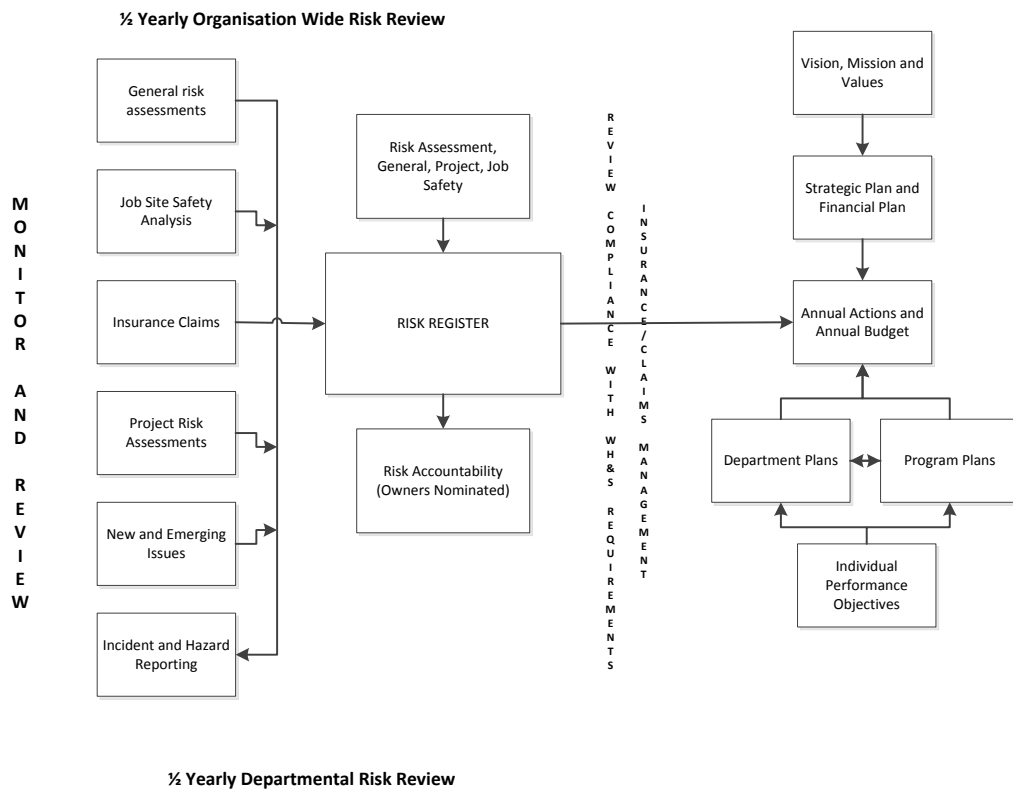 ½ Yearly Organisation Wide Risk Review
MONITOR AND REVIEW
General risk
assessments
Job Site Safety
Analysis
Insurance Claims
Project Risk
Assessments
New and Emerging
Issues
Incident and Hazard
Reporting
Risk Assessment,
General, Project, Job
Safety
RISK REGISTER
Risk Accountability
(Owners Nominated)
REVIEW COMPLIANCE WITH WH&S REQUIREMENTS
INSURANCE/CLAIMS MANAGEMENT
Vision, Mission and
Values
Strategic Plan and
Financial Plan
Annual Actions and
Annual Budget
Department Plans
Program Plans
Individual
Performance
Objectives
½ Yearly Departmental Risk Review